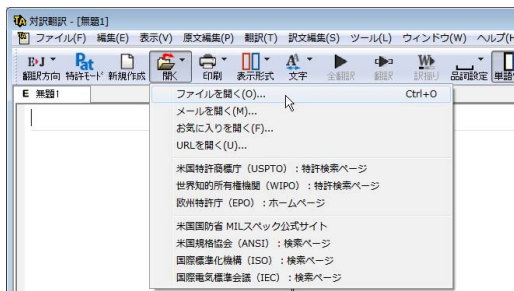 対訳翻訳 - [無題1]
ファイル(F) 編集(E) 表示(V) 原文編集(P) 翻訳(T) 訳文編集(S) ツール(L) ウィンドウ(W) ヘルプ(H
E▶J Pat
翻訳方向 特許モード 新規作成 開く 印刷 表示形式 文字 全翻訳 翻訳 訳振り 品詞設定
E 無題1
ファイルを開く(O)... Ctrl+O
メールを開く(M)...
お気に入りを開く(F)...
URLを開く(U)...
米国特許商標庁（USPTO）：特許検索ページ
世界知的所有権機関（WIPO）：特許検索ページ
欧州特許庁（EPO）：ホームページ
米国国防省 MILスペック公式サイト
米国規格協会（ANSI）：検索ページ
国際標準化機構（ISO）：検索ページ
国際電気標準会議（IEC）：検索ページ